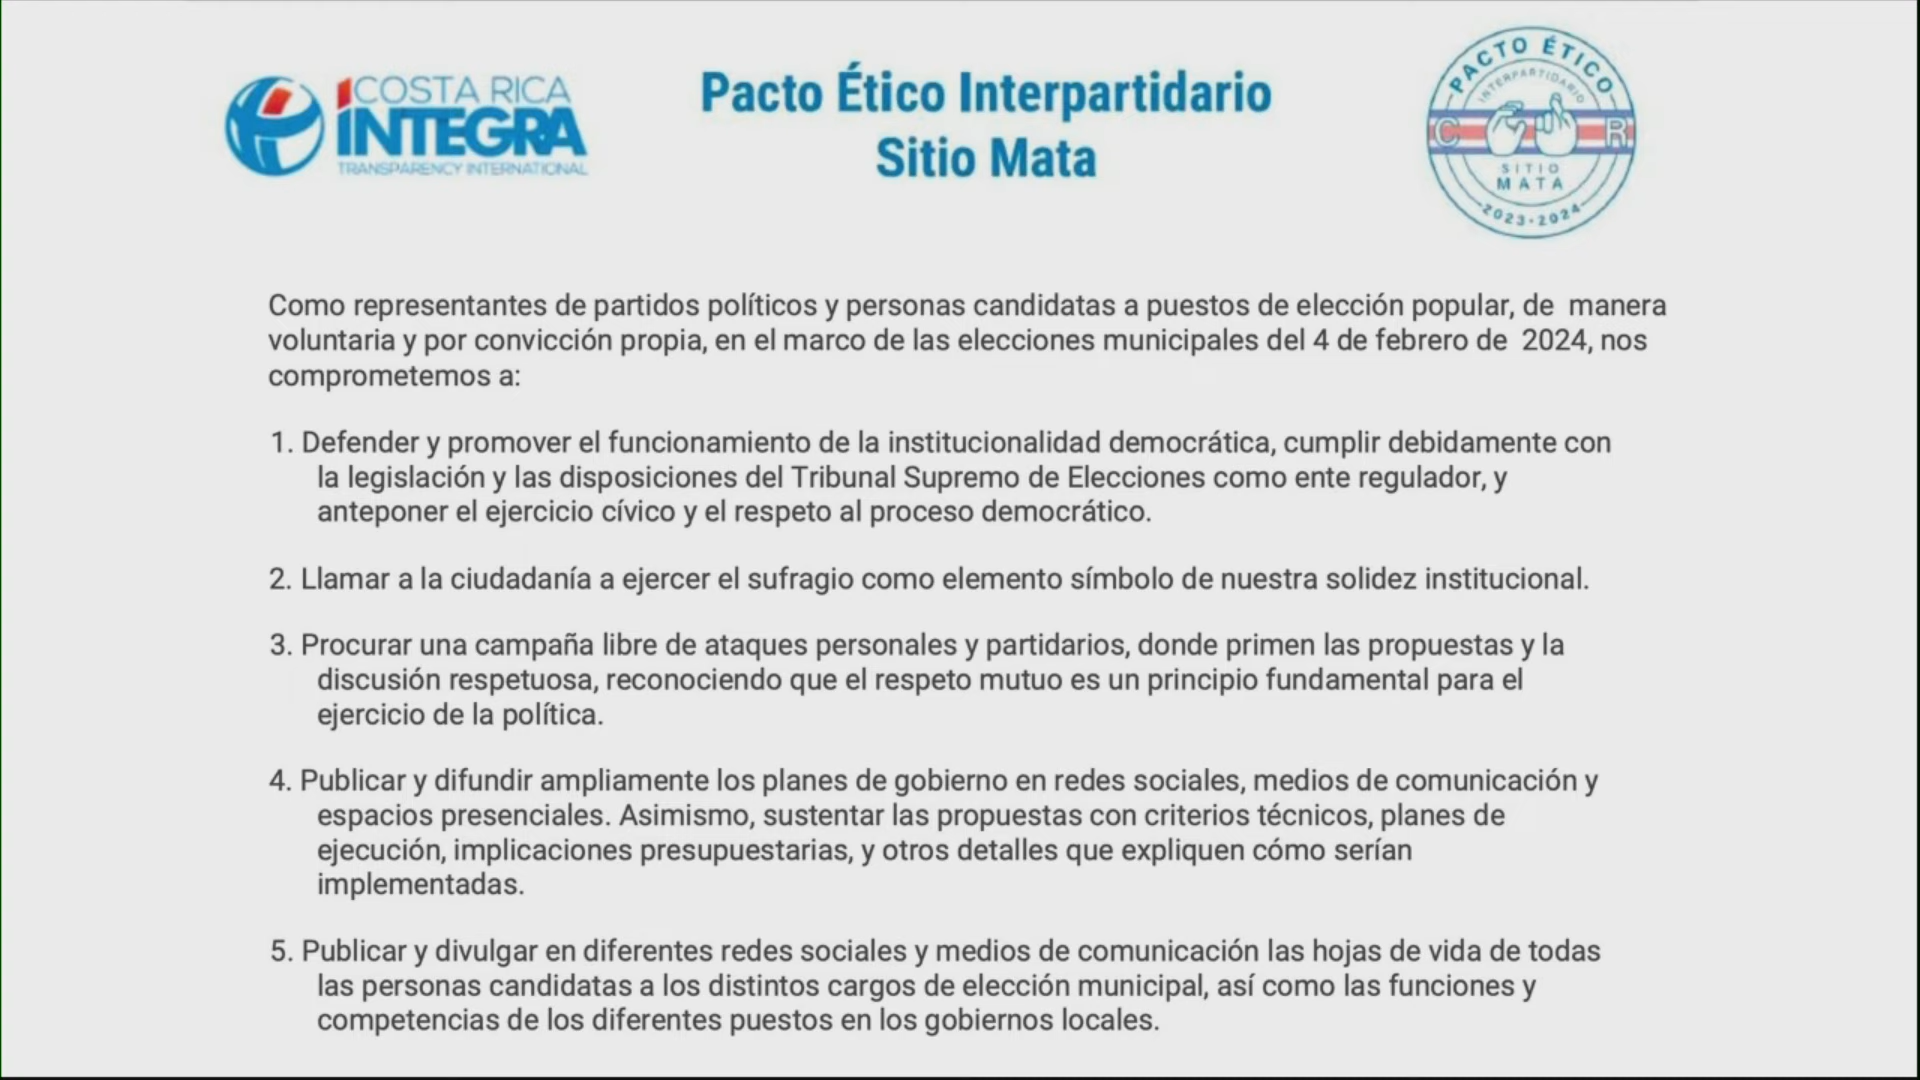 COSTA RICA
INTEGRA
TRANSPARENCY INTERNATIONAL
Pacto Ético Interpartidario
Sitio Mata
PACTO ÉTICO
INTERPARTIDARIO
C R
SITIO
MATA
2023-2024
Como representantes de partidos políticos y personas candidatas a puestos de elección popular, de manera
voluntaria y por convicción propia, en el marco de las elecciones municipales del 4 de febrero de 2024, nos
comprometemos a:
1. Defender y promover el funcionamiento de la institucionalidad democrática, cumplir debidamente con
la legislación y las disposiciones del Tribunal Supremo de Elecciones como ente regulador, y
anteponer el ejercicio cívico y el respeto al proceso democrático.
2. Llamar a la ciudadanía a ejercer el sufragio como elemento símbolo de nuestra solidez institucional.
3. Procurar una campaña libre de ataques personales y partidarios, donde primen las propuestas y la
discusión respetuosa, reconociendo que el respeto mutuo es un principio fundamental para el
ejercicio de la política.
4. Publicar y difundir ampliamente los planes de gobierno en redes sociales, medios de comunicación y
espacios presenciales. Asimismo, sustentar las propuestas con criterios técnicos, planes de
ejecución, implicaciones presupuestarias, y otros detalles que expliquen cómo serían
implementadas.
5. Publicar y divulgar en diferentes redes sociales y medios de comunicación las hojas de vida de todas
las personas candidatas a los distintos cargos de elección municipal, así como las funciones y
competencias de los diferentes puestos en los gobiernos locales.